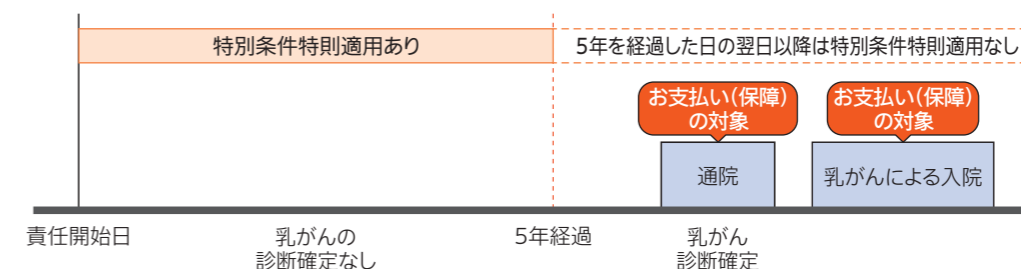 特別条件特則適用あり
5年を経過した日の翌日以降は特別条件特則適用なし
お支払い(保障)
の対象
お支払い(保障)
の対象
通院
乳がんによる入院
責任開始日
乳がんの
診断確定なし
5年経過
乳がん
診断確定